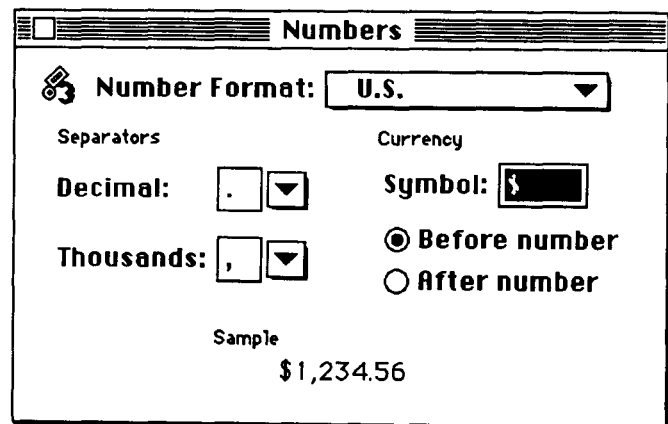 Numbers
Number Format: U.S.
Separators
Currency
Decimal: .
Symbol: $
Before number
Thousands: ,
After number
Sample
$1,234.56